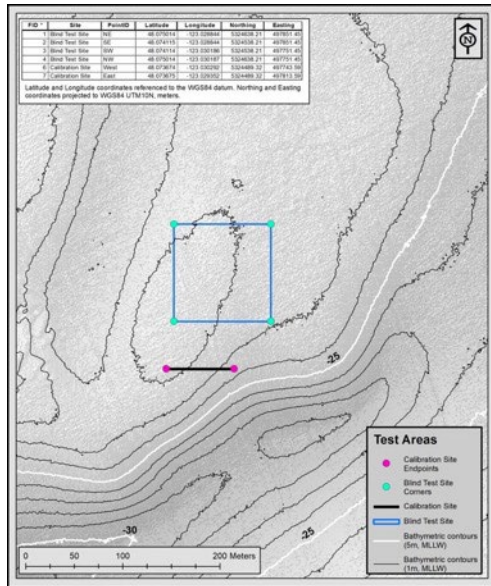 FID * Site PointID Latitude Longitude Northing Easting
1 Blind Test Site NE 48.075014 -123.028844 5324638.21 497851.45
2 Blind Test Site SE 48.074115 -123.028844 5324538.21 497851.45
3 Blind Test Site SW 48.074114 -123.030186 5324538.21 497751.45
4 Blind Test Site NW 48.075014 -123.030187 5324638.21 497751.45
6 Calibration Site West 48.073674 -123.030292 5324489.32 497743.59
7 Calibration Site East 48.073675 -123.029352 5324489.32 497813.59
Latitude and Longitude coordinates referenced to the WGS84 datum. Northing and Easting
coordinates projected to WGS84 UTM10N, meters.
N
-25
Test Areas
Calibration Site
Endpoints
Blind Test Site
Corners
Calibration Site
Blind Test Site
Bathymetric contours
(5m, MLLW)
Bathymetric contours
(1m, MLLW)
-30
-25
0 50 100 200 Meters